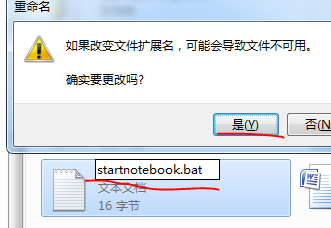 重命名
如果改变文件扩展名，可能会导致文件不可用。
确实要更改吗?
是(Y)
否(N
startnotebook.bat
文本文档
16 字节